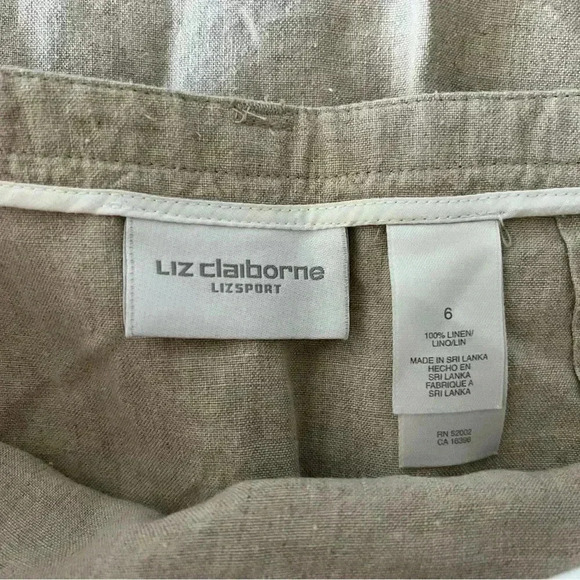 Liz claiborne
LIZSPORT
6
100% LINEN/
LINO/LIN
MADE IN SRI LANKA
HECHO EN
SRI LANKA
FABRIQUE A
SRI LANKA
RN 52002
CA 16398